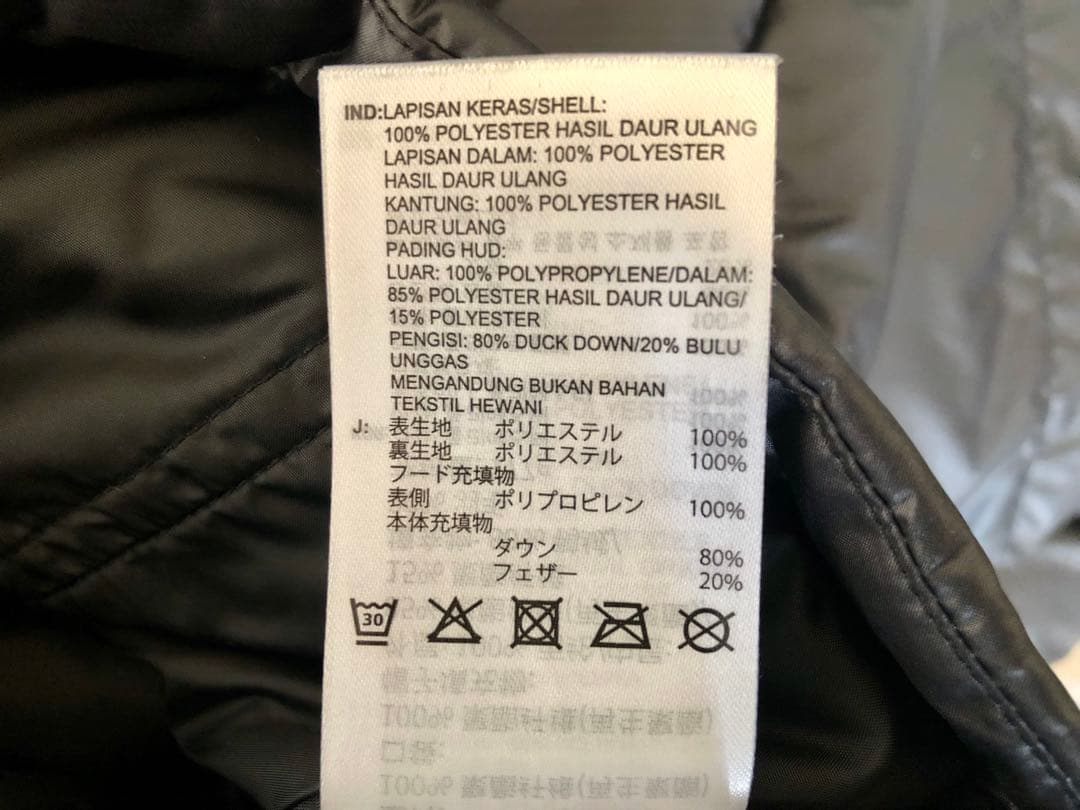 IND:LAPISAN KERAS/SHELL:
100% POLYESTER HASIL DAUR ULANG
LAPISAN DALAM: 100% POLYESTER
HASIL DAUR ULANG
KANTUNG: 100% POLYESTER HASIL
DAUR ULANG
PADING HUD:
LUAR: 100% POLYPROPYLENE/DALAM:
85% POLYESTER HASIL DAUR ULANG/
15% POLYESTER
PENGISI: 80% DUCK DOWN/20% BULU
UNGGAS
MENGANDUNG BUKAN BAHAN
TEKSTIL HEWANI
J: 表生地 ポリエステル 100%
裏生地 ポリエステル 100%
フード充填物
表側 ポリプロピレン 100%
本体充填物
ダウン 80%
フェザー 20%
30